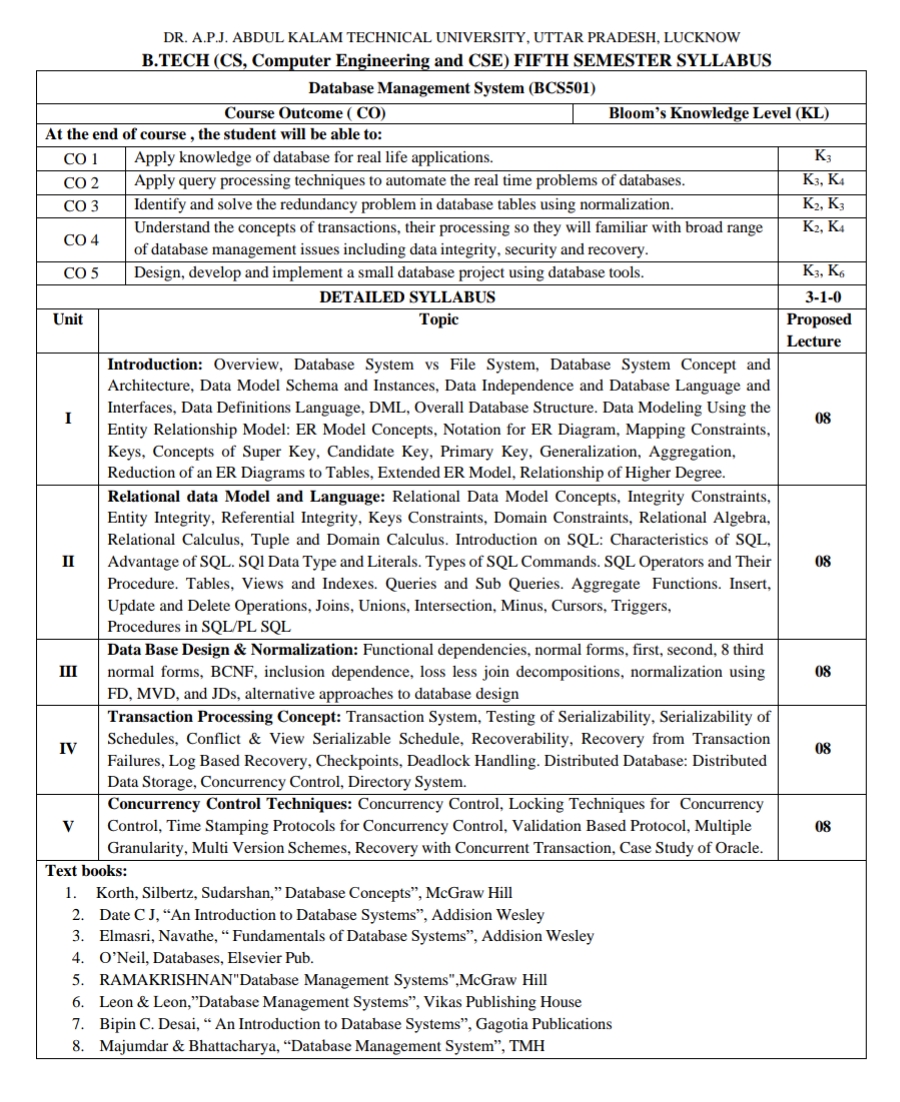 DR. A.P.J. ABDUL KALAM TECHNICAL UNIVERSITY, UTTAR PRADESH, LUCKNOW
B.TECH (CS, Computer Engineering and CSE) FIFTH SEMESTER SYLLABUS
Database Management System (BCS501)
Course Outcome ( CO) Bloom's Knowledge Level (KL)
At the end of course , the student will be able to:
CO 1 Apply knowledge of database for real life applications. K3
CO 2 Apply query processing techniques to automate the real time problems of databases. K3, K4
CO 3 Identify and solve the redundancy problem in database tables using normalization. K2, K3
CO 4 Understand the concepts of transactions, their processing so they will familiar with broad range K2, K4
of database management issues including data integrity, security and recovery.
CO 5 Design, develop and implement a small database project using database tools. K3, K6
DETAILED SYLLABUS 3-1-0
Unit Topic Proposed
Lecture
Introduction: Overview, Database System vs File System, Database System Concept and
Architecture, Data Model Schema and Instances, Data Independence and Database Language and
Interfaces, Data Definitions Language, DML, Overall Database Structure. Data Modeling Using the
I Entity Relationship Model: ER Model Concepts, Notation for ER Diagram, Mapping Constraints, 08
Keys, Concepts of Super Key, Candidate Key, Primary Key, Generalization, Aggregation,
Reduction of an ER Diagrams to Tables, Extended ER Model, Relationship of Higher Degree.
Relational data Model and Language: Relational Data Model Concepts, Integrity Constraints,
Entity Integrity, Referential Integrity, Keys Constraints, Domain Constraints, Relational Algebra,
Relational Calculus, Tuple and Domain Calculus. Introduction on SQL: Characteristics of SQL,
II Advantage of SQL. SQl Data Type and Literals. Types of SQL Commands. SQL Operators and Their 08
Procedure. Tables, Views and Indexes. Queries and Sub Queries. Aggregate Functions. Insert,
Update and Delete Operations, Joins, Unions, Intersection, Minus, Cursors, Triggers,
Procedures in SQL/PL SQL
Data Base Design & Normalization: Functional dependencies, normal forms, first, second, 8 third
III normal forms, BCNF, inclusion dependence, loss less join decompositions, normalization using 08
FD, MVD, and JDs, alternative approaches to database design
Transaction Processing Concept: Transaction System, Testing of Serializability, Serializability of
IV Schedules, Conflict & View Serializable Schedule, Recoverability, Recovery from Transaction 08
Failures, Log Based Recovery, Checkpoints, Deadlock Handling. Distributed Database: Distributed
Data Storage, Concurrency Control, Directory System.
Concurrency Control Techniques: Concurrency Control, Locking Techniques for Concurrency
V Control, Time Stamping Protocols for Concurrency Control, Validation Based Protocol, Multiple 08
Granularity, Multi Version Schemes, Recovery with Concurrent Transaction, Case Study of Oracle.
Text books:
1. Korth, Silbertz, Sudarshan,” Database Concepts”, McGraw Hill
2. Date C J, “An Introduction to Database Systems”, Addision Wesley
3. Elmasri, Navathe, “ Fundamentals of Database Systems”, Addision Wesley
4. O’Neil, Databases, Elsevier Pub.
5. RAMAKRISHNAN"Database Management Systems",McGraw Hill
6. Leon & Leon,”Database Management Systems”, Vikas Publishing House
7. Bipin C. Desai, “ An Introduction to Database Systems”, Gagotia Publications
8. Majumdar & Bhattacharya, “Database Management System”, TMH